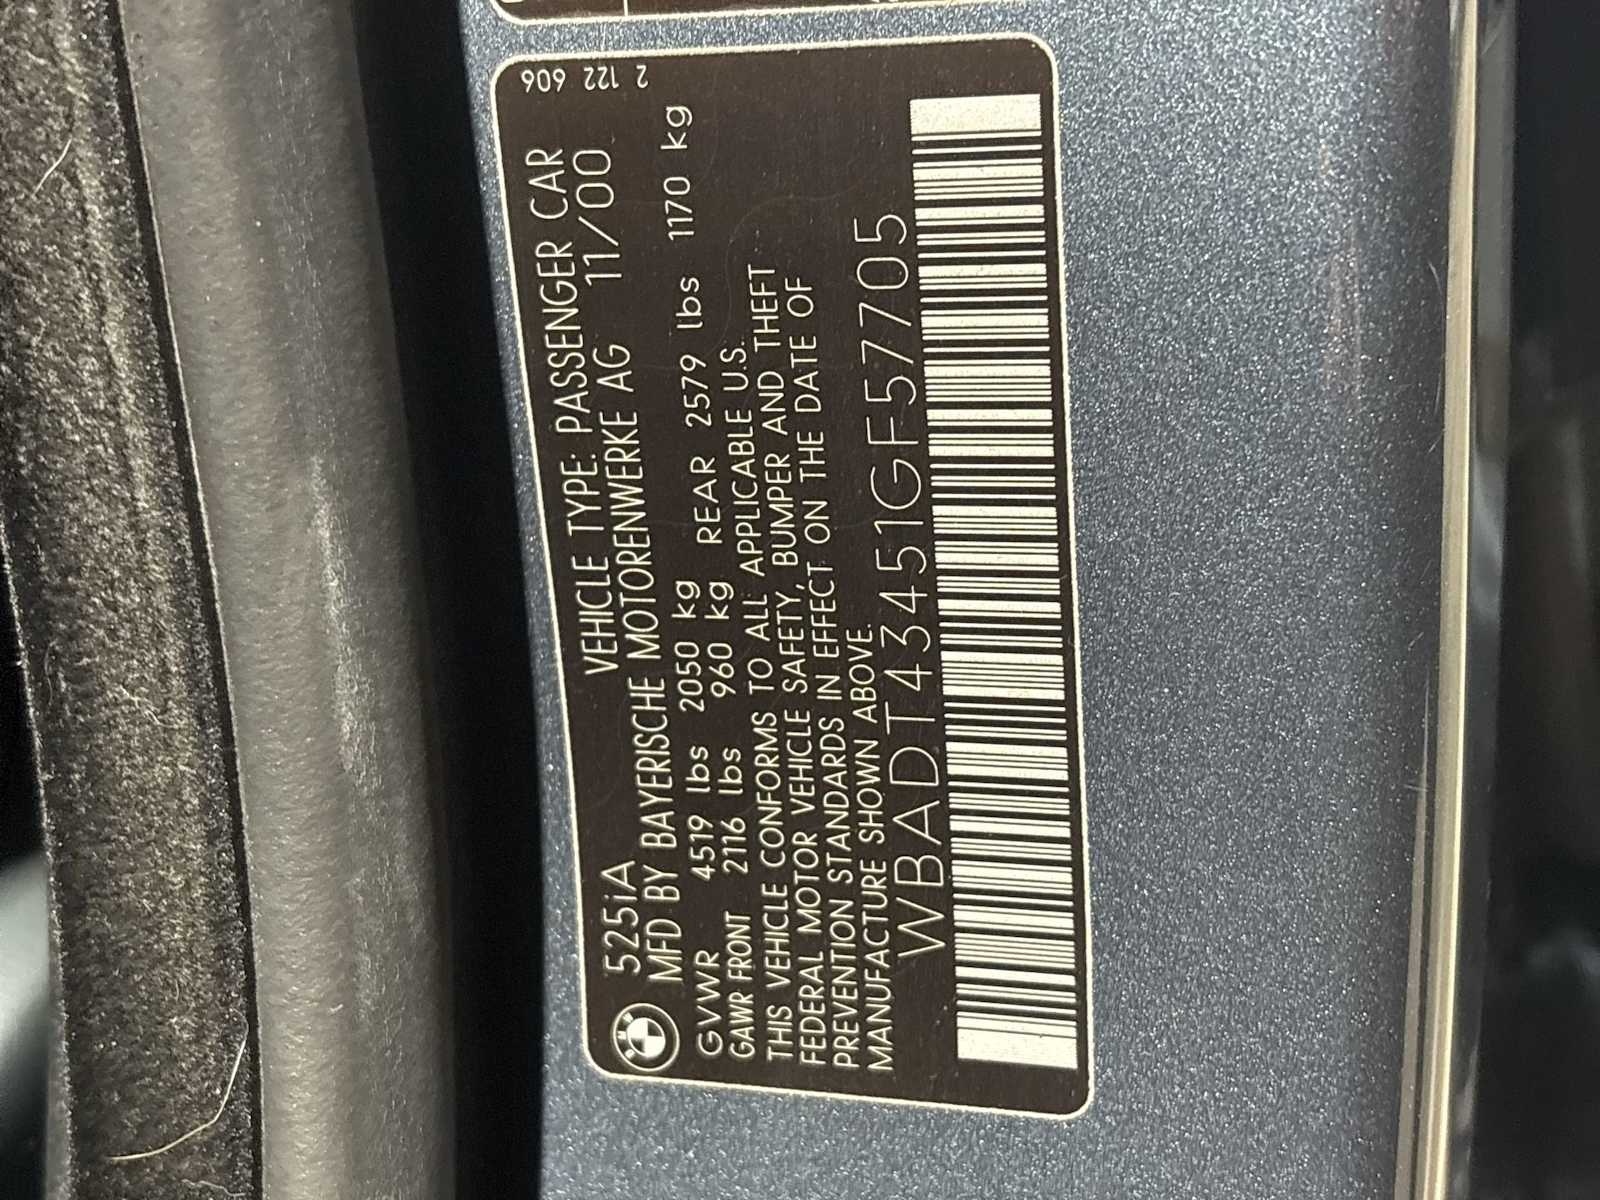 2 122 606
525iA VEHICLE TYPE: PASSENGER CAR
MFD BY BAYERISCHE MOTORENWERKE AG 11/00
GVWR 4519 lbs 2050 kg
GAWR FRONT 2116 lbs 960 kg REAR 2579 lbs 1170 kg
THIS VEHICLE CONFORMS TO ALL APPLICABLE U.S.
FEDERAL MOTOR VEHICLE SAFETY, BUMPER AND THEFT
PREVENTION STANDARDS IN EFFECT ON THE DATE OF
MANUFACTURE SHOWN ABOVE.
WBADT43451GF57705